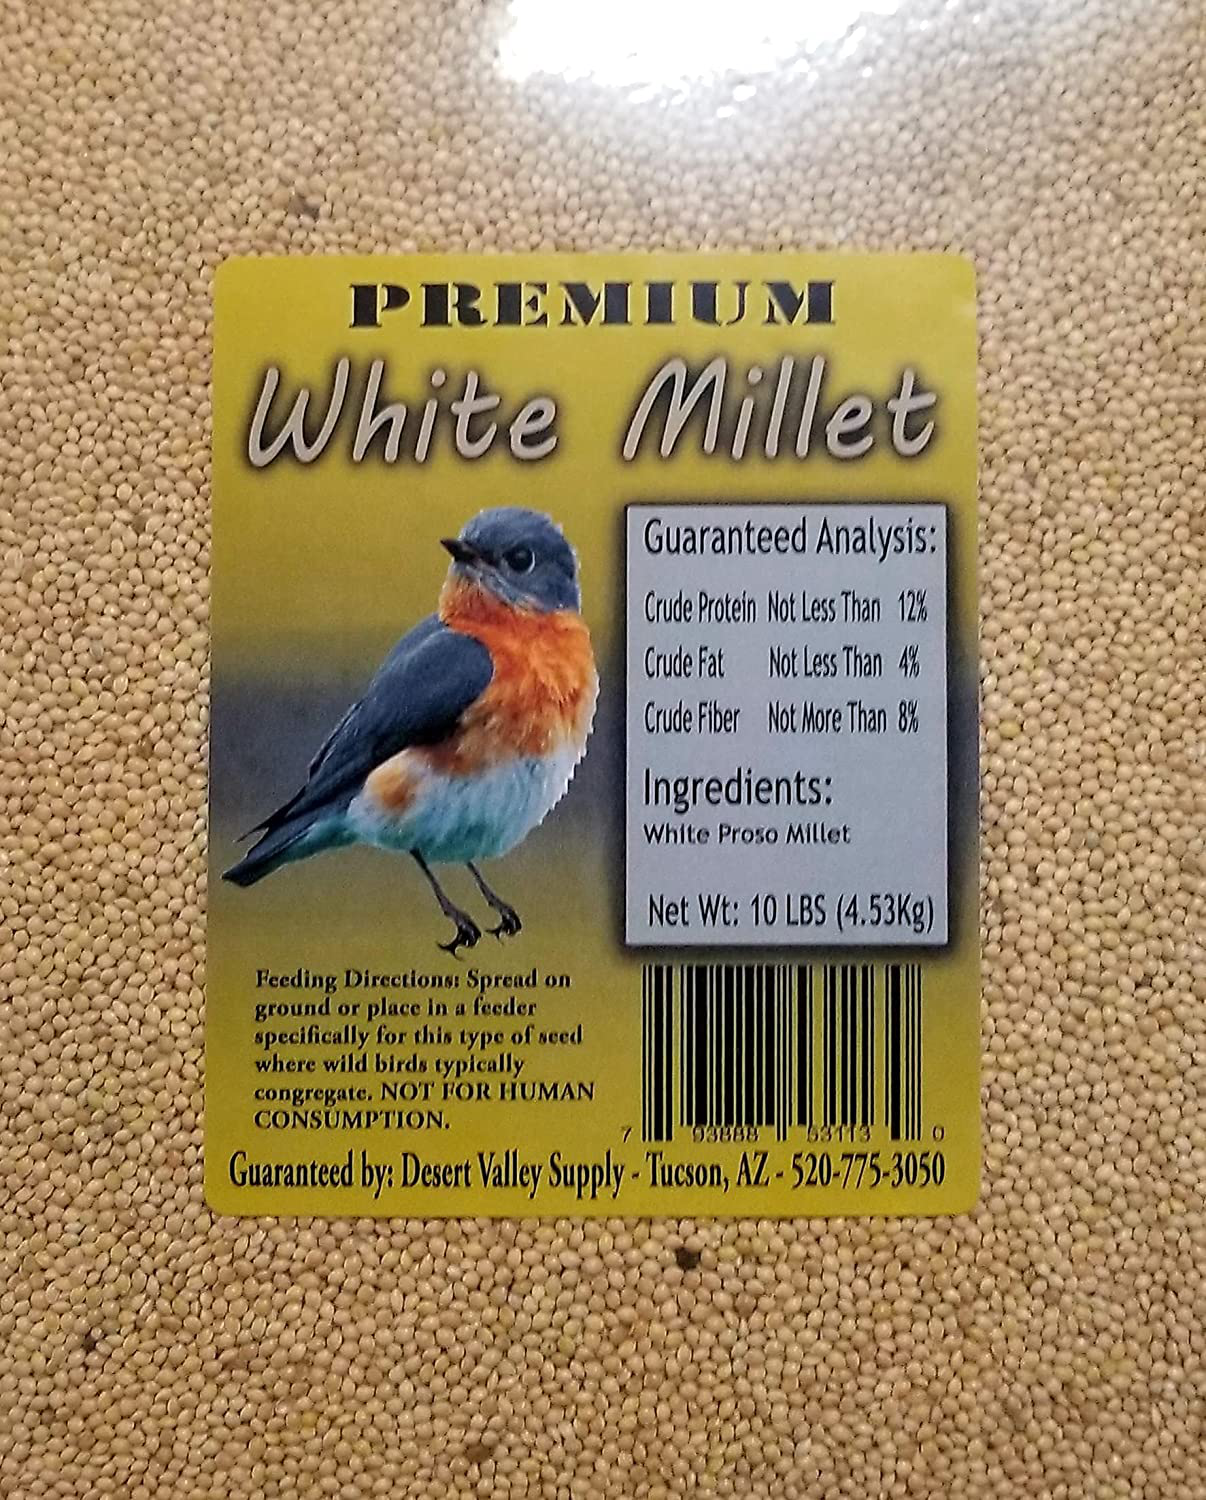 PREMIUM
White Millet
Guaranteed Analysis:
Crude Protein Not Less Than 12%
Crude Fat Not Less Than 4%
Crude Fiber Not More Than 8%
Ingredients:
White Proso Millet
Net Wt: 10 LBS (4.53Kg)
Feeding Directions: Spread on
ground or place in a feeder
specifically for this type of seed
where wild birds typically
congregate. NOT FOR HUMAN
CONSUMPTION.
7 93888 53113 0
Guaranteed by: Desert Valley Supply - Tucson, AZ - 520-775-3050